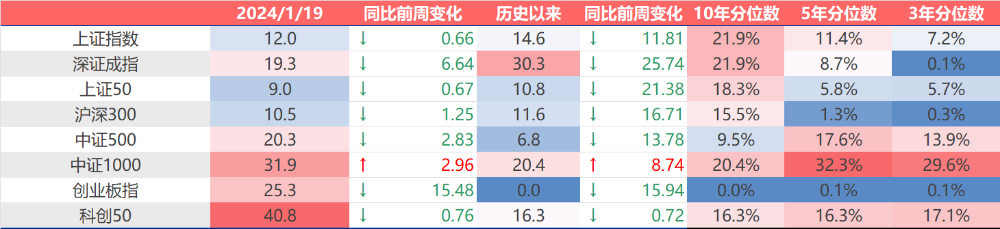 2024/1/19 同比前周变化 历史以来 同比前周变化 10年分位数 5年分位数 3年分位数
上证指数 12.0 ↓ 0.66 14.6 ↓ 11.81 21.9% 11.4% 7.2%
深证成指 19.3 ↓ 6.64 30.3 ↓ 25.74 21.9% 8.7% 0.1%
上证50 9.0 ↓ 0.67 10.8 ↓ 21.38 18.3% 5.8% 5.7%
沪深300 10.5 ↓ 1.25 11.6 ↓ 16.71 15.5% 1.3% 0.3%
中证500 20.3 ↓ 2.83 6.8 ↓ 13.78 9.5% 17.6% 13.9%
中证1000 31.9 ↑ 2.96 20.4 ↑ 8.74 20.4% 32.3% 29.6%
创业板指 25.3 ↓ 15.48 0.0 ↓ 15.94 0.0% 0.1% 0.1%
科创50 40.8 ↓ 0.76 16.3 ↓ 0.72 16.3% 16.3% 17.1%